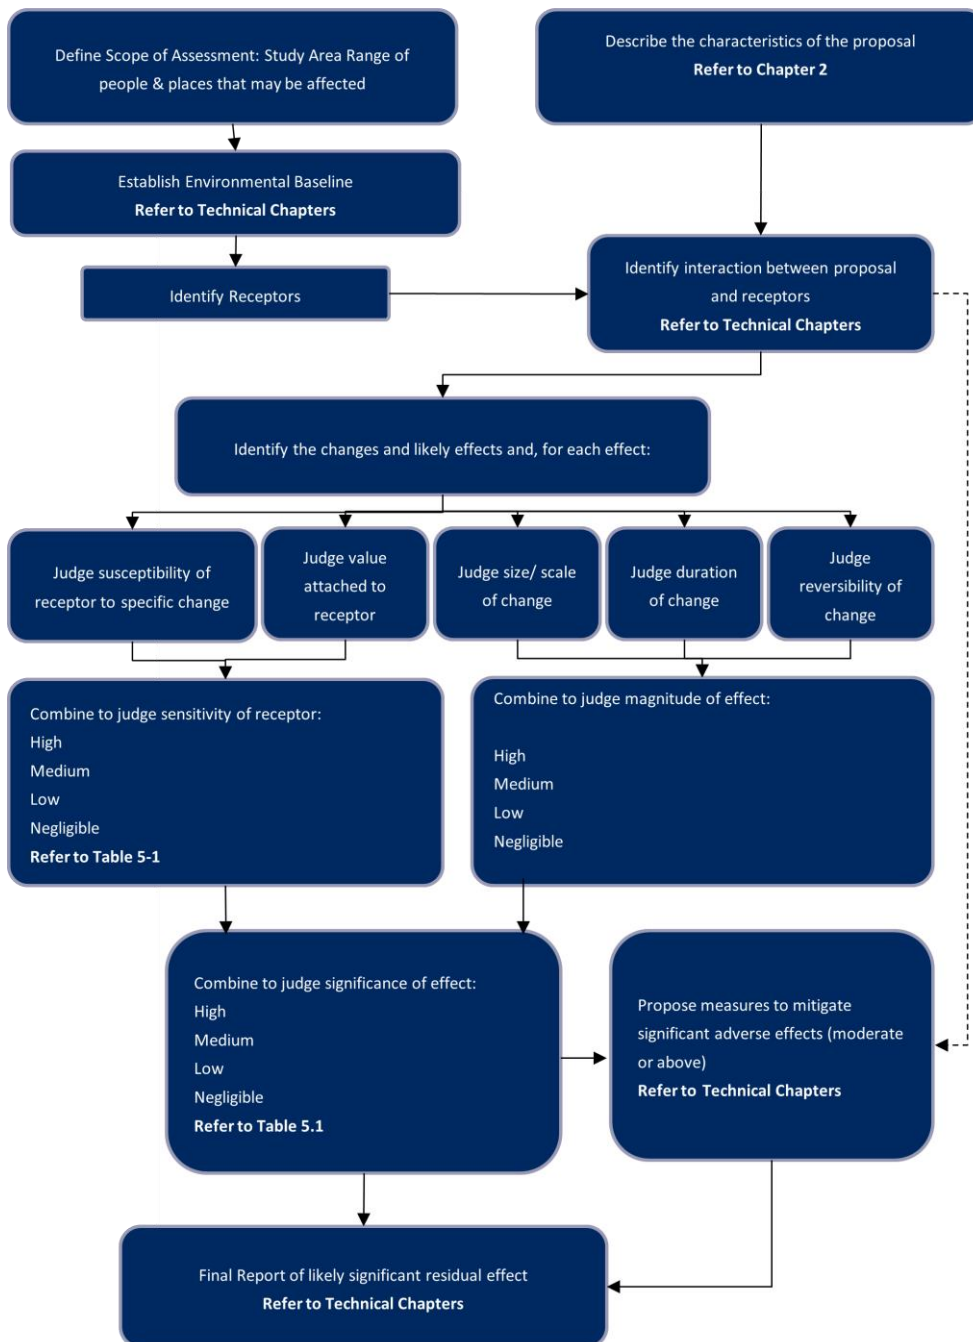 Define Scope of Assessment: Study Area Range of
people & places that may be affected
Describe the characteristics of the proposal
Refer to Chapter 2
Establish Environmental Baseline
Refer to Technical Chapters
Identify Receptors
Identify interaction between proposal
and receptors
Refer to Technical Chapters
Identify the changes and likely effects and, for each effect:
Judge susceptibility of
receptor to specific change
Judge value
attached to
receptor
Judge size/ scale
of change
Judge duration
of change
Judge
reversibility of
change
Combine to judge sensitivity of receptor:
High
Medium
Low
Negligible
Refer to Table 5-1
Combine to judge magnitude of effect:
High
Medium
Low
Negligible
Combine to judge significance of effect:
High
Medium
Low
Negligible
Refer to Table 5.1
Propose measures to mitigate
significant adverse effects (moderate
or above)
Refer to Technical Chapters
Final Report of likely significant residual effect
Refer to Technical Chapters